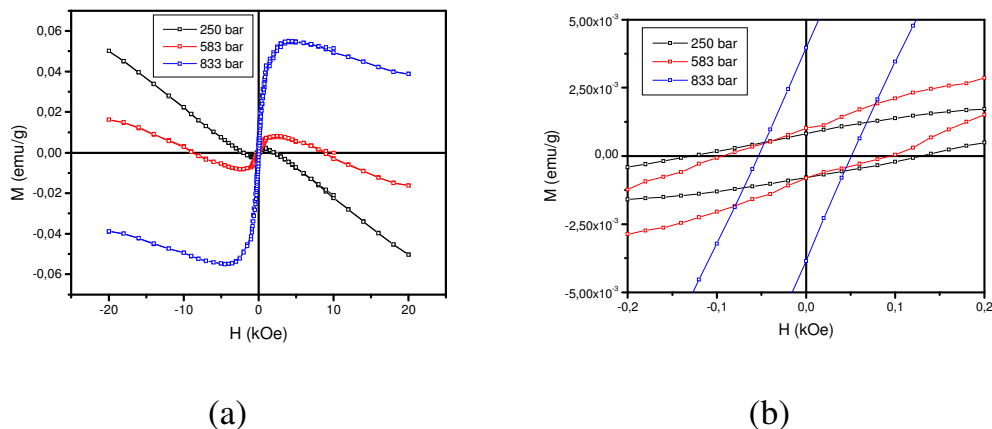 0,06
0,04
0,02
0,00
-0,02
-0,04
-0,06
M (emu/g)
250 bar
583 bar
833 bar
-20 -10 0 10 20
H (kOe)
(a)
5,00x10⁻³
2,50x10⁻³
0,00
-2,50x10⁻³
-5,00x10⁻³
M (emu/g)
250 bar
583 bar
833 bar
-0,2 -0,1 0,0 0,1 0,2
H (kOe)
(b)